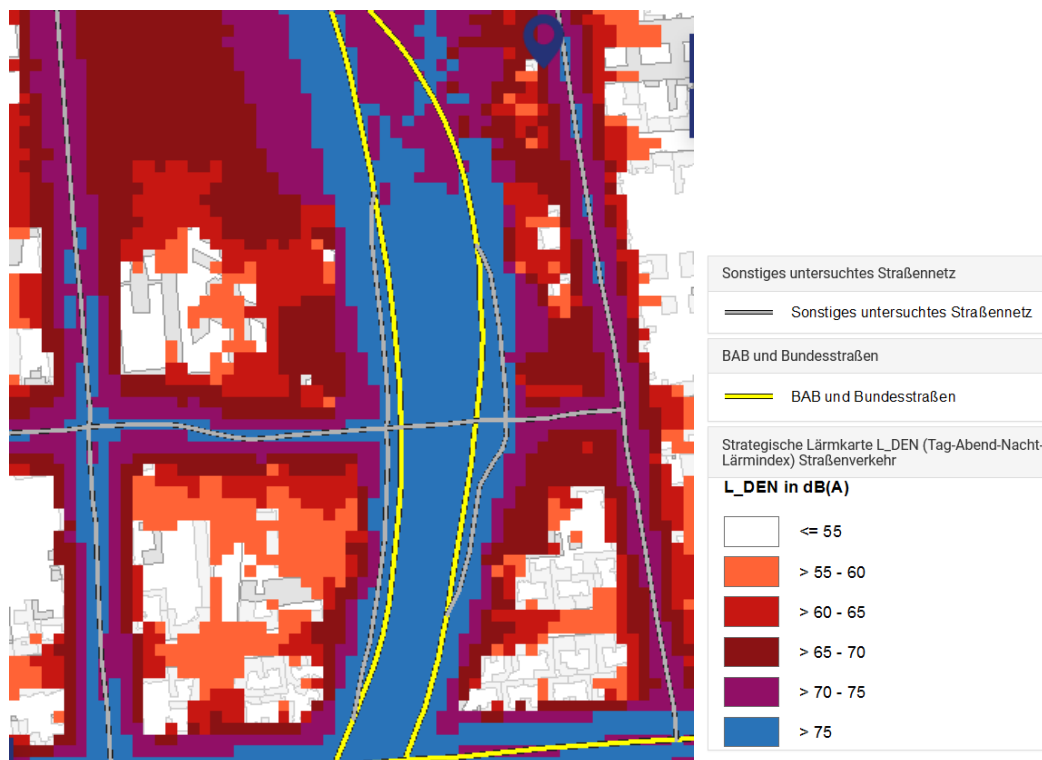 Sonstiges untersuchtes Straßennetz
Sonstiges untersuchtes Straßennetz
BAB und Bundesstraßen
BAB und Bundesstraßen
Strategische Lärmkarte L_DEN (Tag-Abend-Nacht-
Lärmindex) Straßenverkehr
L_DEN in dB(A)
<= 55
> 55 - 60
> 60 - 65
> 65 - 70
> 70 - 75
> 75